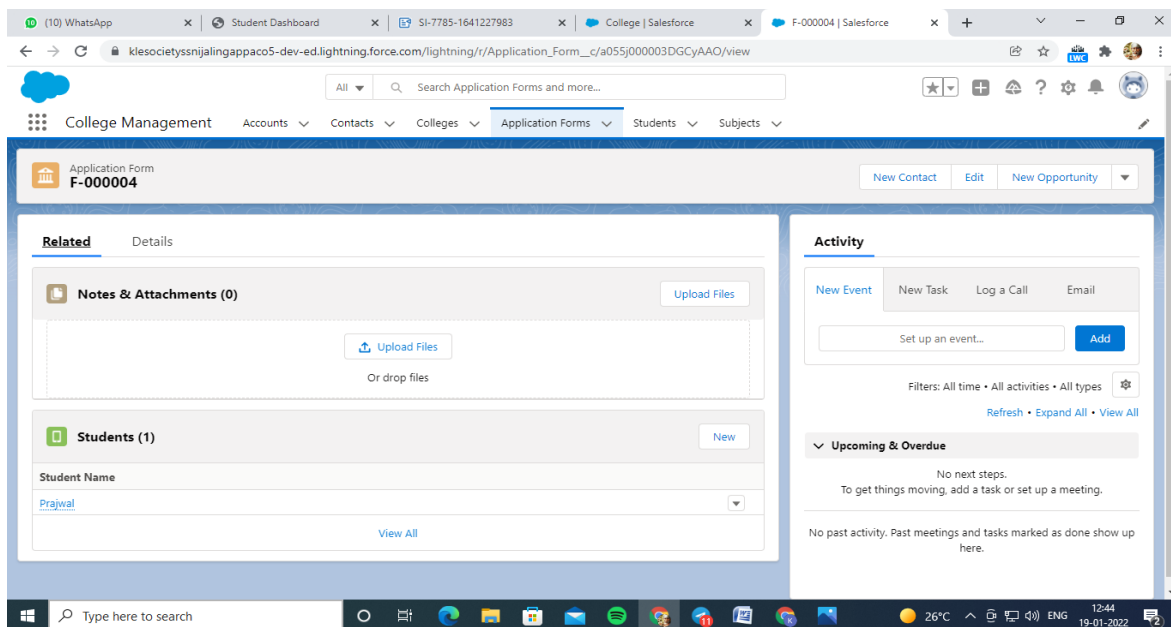 (10) WhatsApp
Student Dashboard
SI-7785-1641227983
College | Salesforce
F-000004 | Salesforce
klesocietyssnijalingappaco5-dev-ed.lightning.force.com/lightning/r/Application_Form__c/a055j000003DGCyAAO/view
All
Search Application Forms and more...
College Management
Accounts
Contacts
Colleges
Application Forms
Students
Subjects
Application Form
F-000004
New Contact
Edit
New Opportunity
Related
Details
Notes & Attachments (0)
Upload Files
Upload Files
Or drop files
Students (1)
New
Student Name
Prajwal
View All
Activity
New Event
New Task
Log a Call
Email
Set up an event...
Add
Filters: All time • All activities • All types
Refresh • Expand All • View All
Upcoming & Overdue
No next steps.
To get things moving, add a task or set up a meeting.
No past activity. Past meetings and tasks marked as done show up
here.
Type here to search
26°C
ENG
12:44
19-01-2022